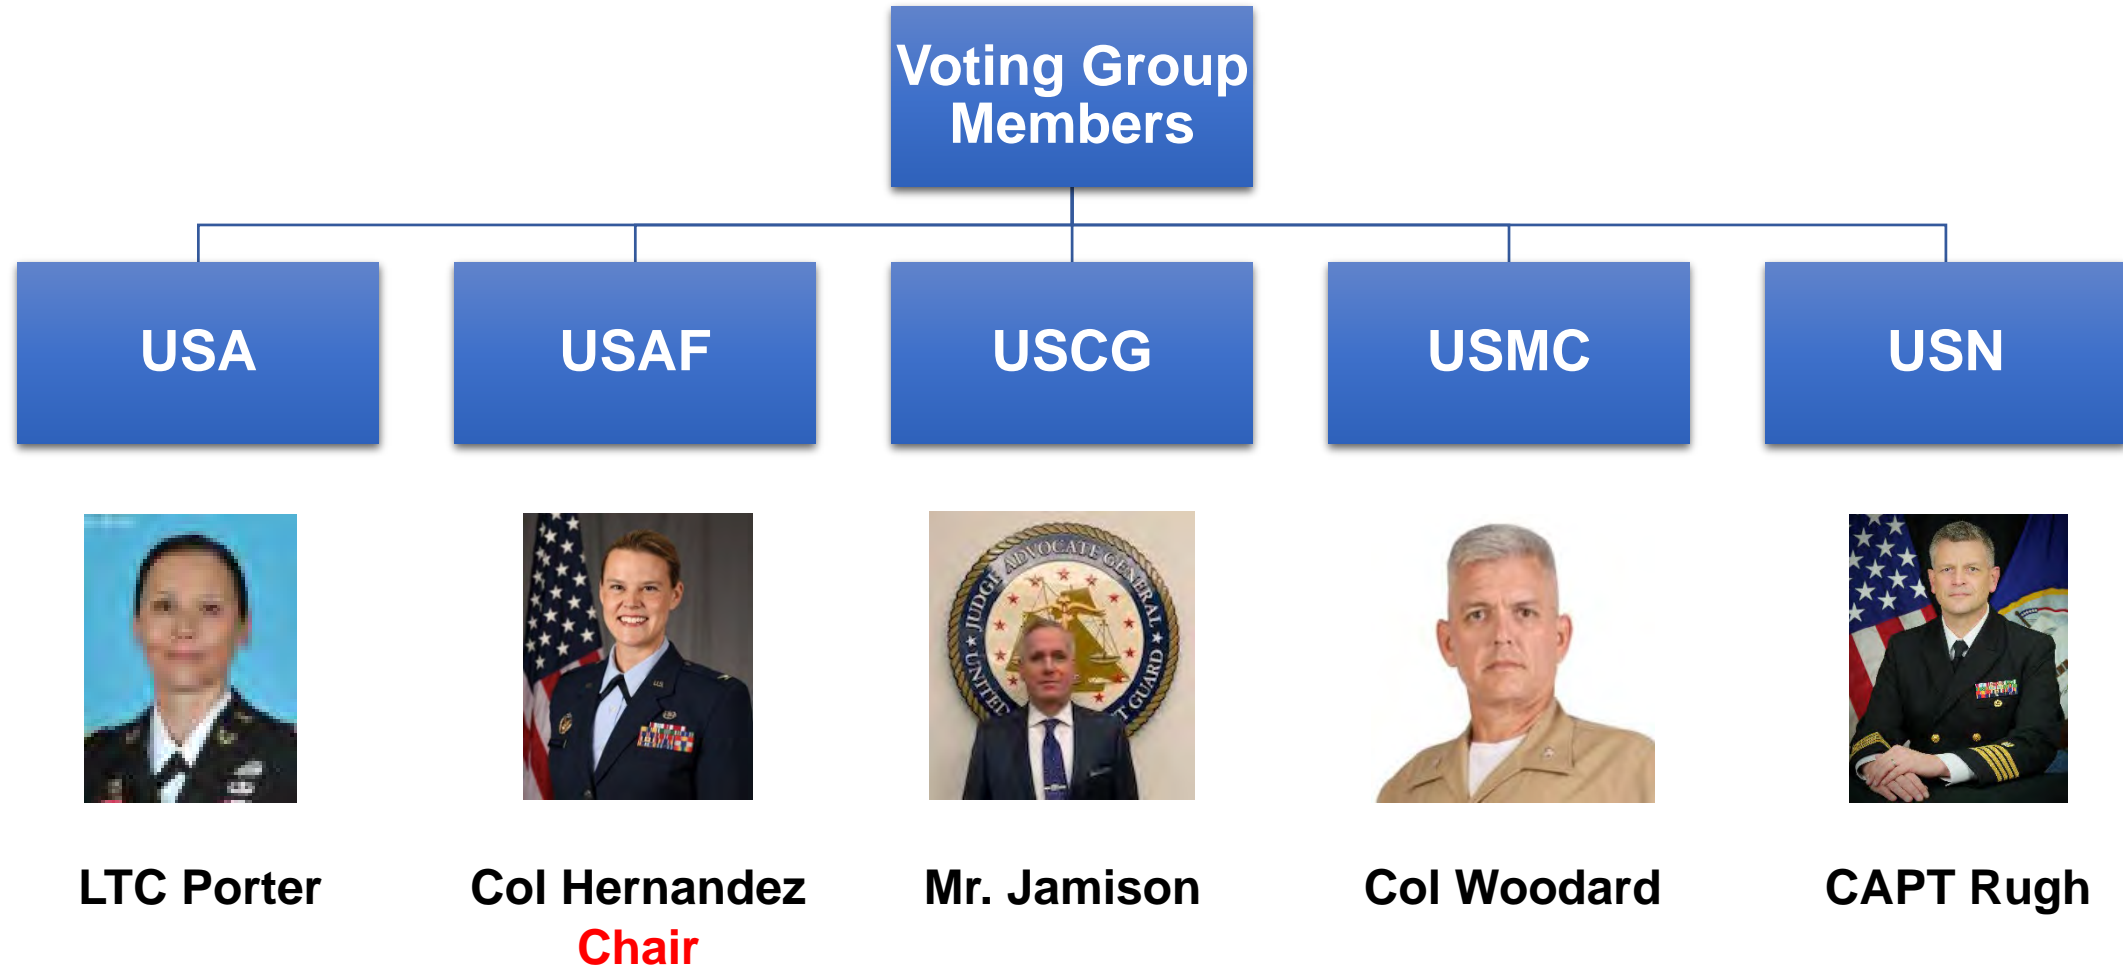 Voting Group
Members
USA
USAF
USCG
USMC
USN
JUDGE ADVOCATE GENERAL
UNITED
GUARD
US
LTC Porter
Col Hernandez
Mr. Jamison
Col Woodard
CAPT Rugh
Chair